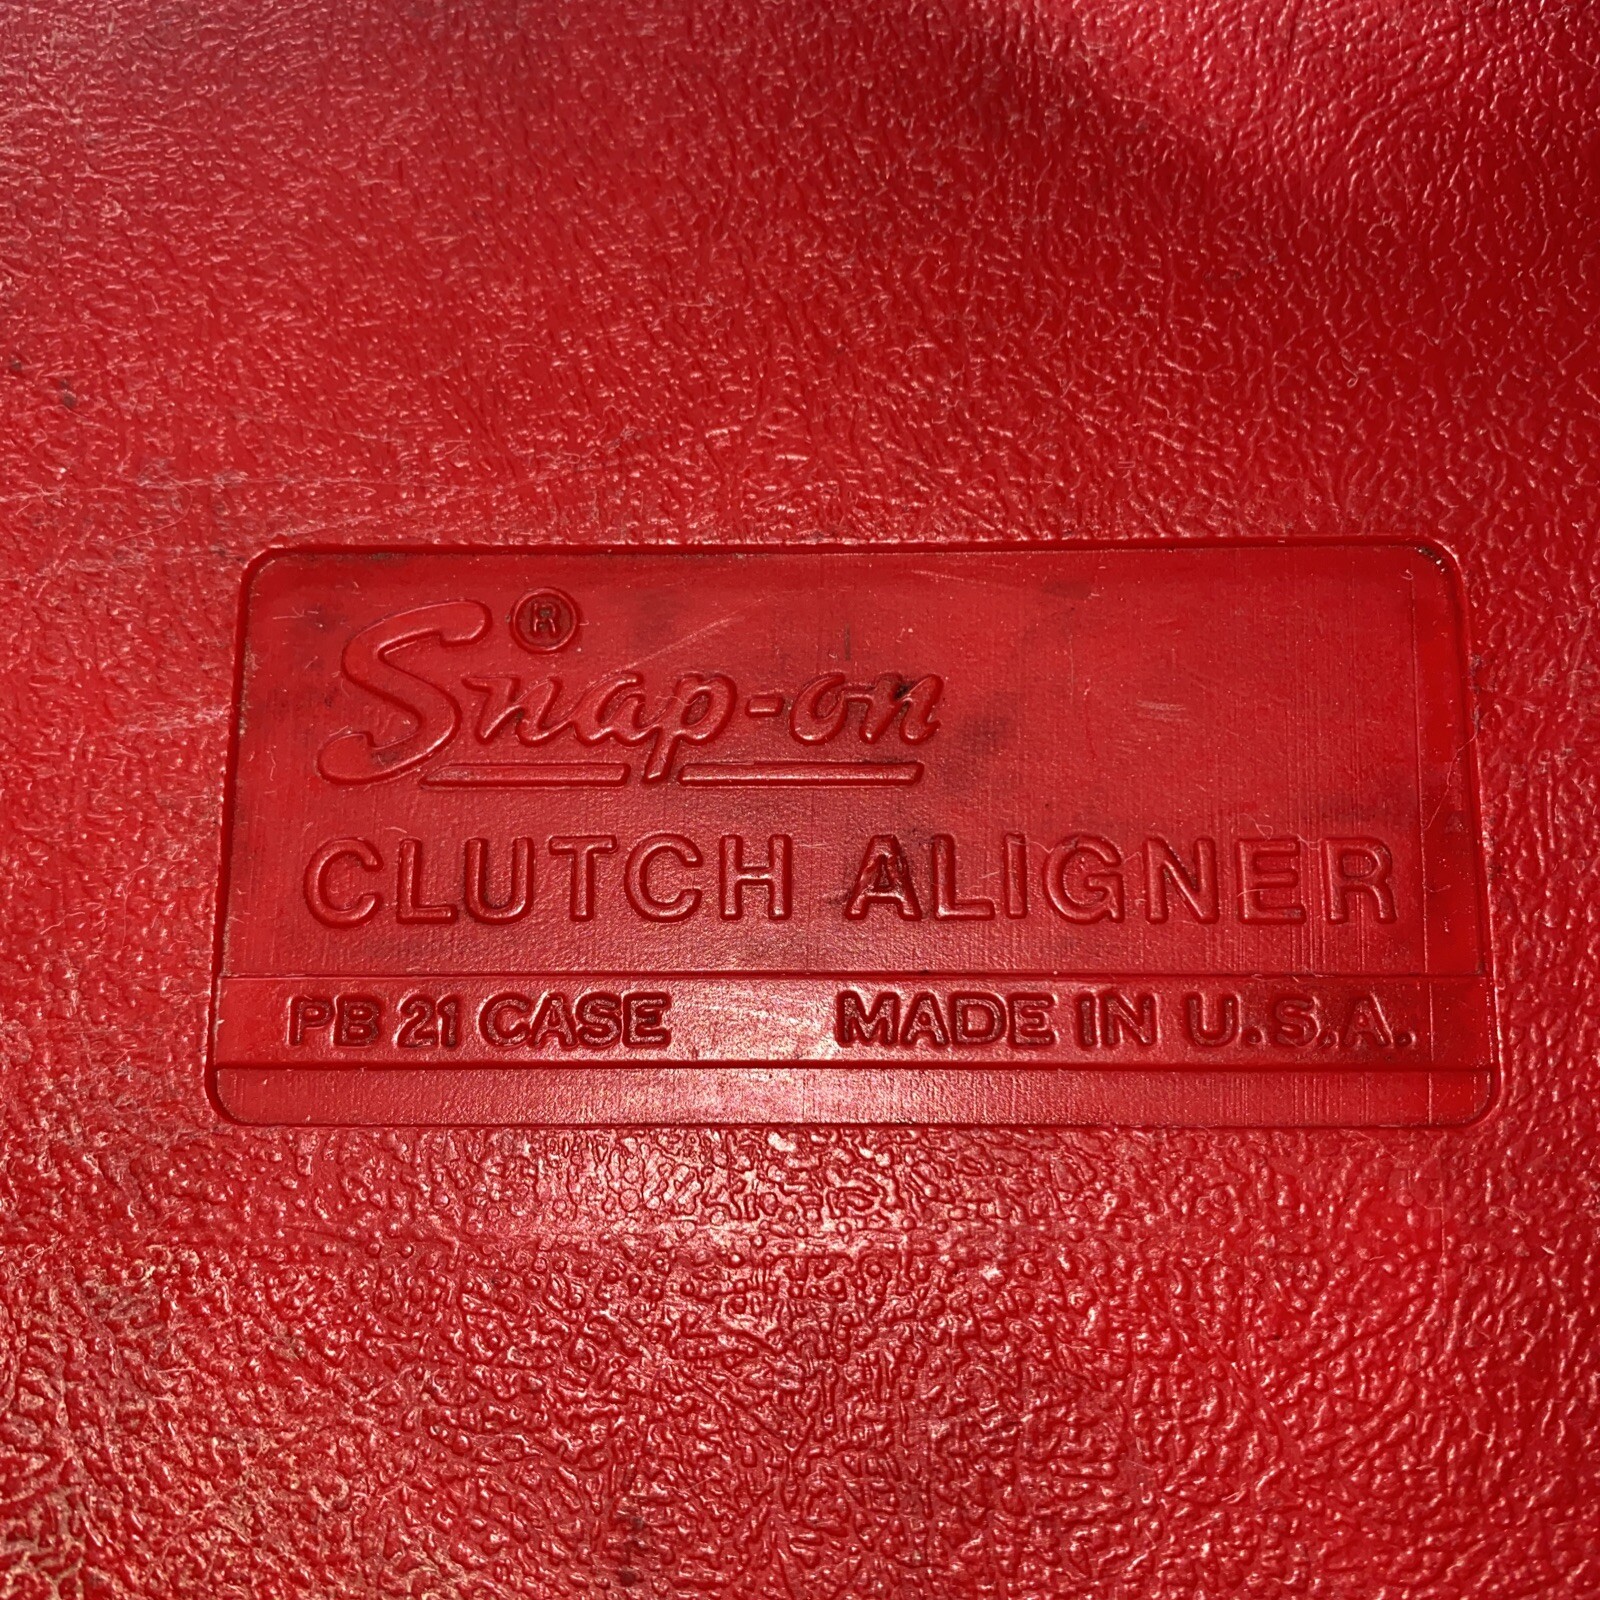 Snap-on®
CLUTCH ALIGNER
PB 21 CASE MADE IN U.S.A.